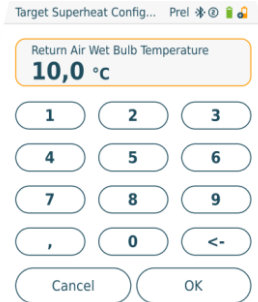 Target Superheat Config... Prel
Return Air Wet Bulb Temperature
10,0 °C
1 2 3
4 5 6
7 8 9
, 0 <-
Cancel OK